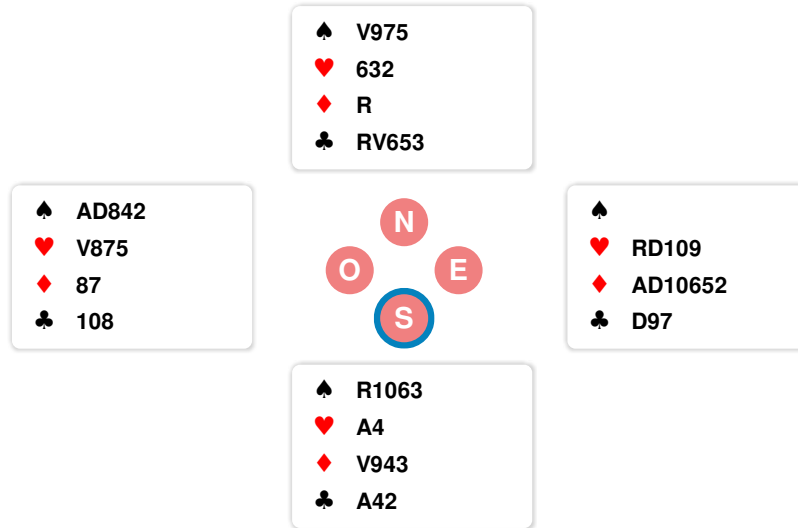 ♠ V975
♥ 632
♦ R
♣ RV653
♠ AD842
♥ V875
♦ 87
♣ 108
N
O E
S
♠
♥ RD109
♦ AD10652
♣ D97
♠ R1063
♥ A4
♦ V943
♣ A42